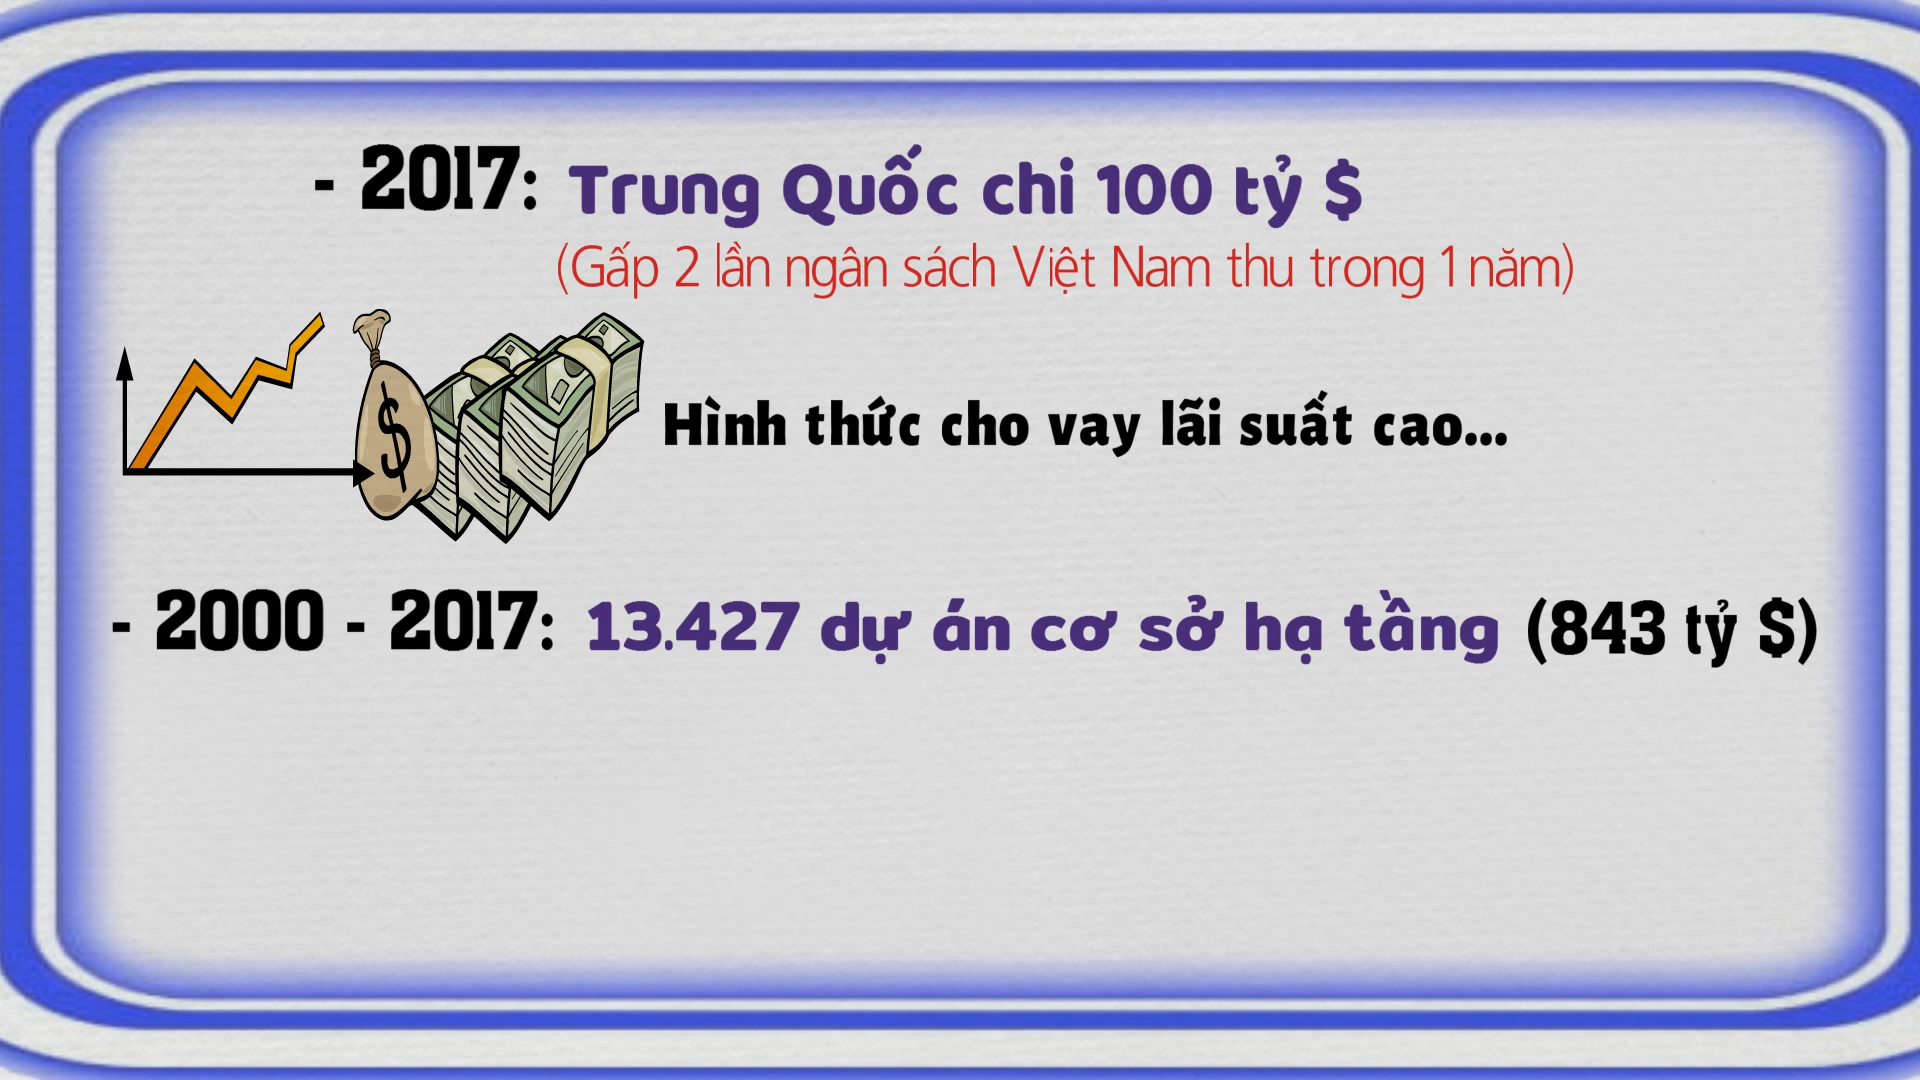 - 2017: Trung Quốc chi 100 tỷ $
(Gấp 2 lần ngân sách Việt Nam thu trong 1 năm)
$
Hình thức cho vay lãi suất cao...
- 2000 - 2017: 13.427 dự án cơ sở hạ tầng (843 tỷ $)